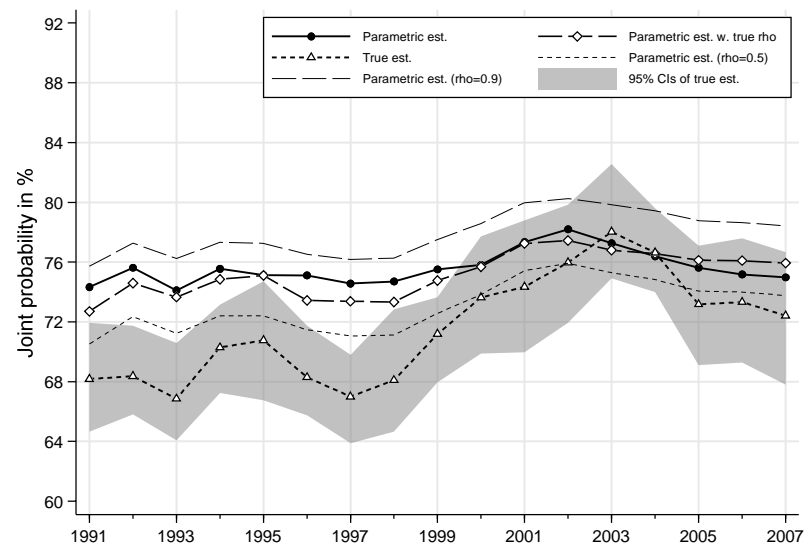 92
88
84
80
76
72
68
64
60
Joint probability in %
Parametric est.
True est.
Parametric est. (rho=0.9)
Parametric est. w. true rho
Parametric est. (rho=0.5)
95% CIs of true est.
1991 1993 1995 1997 1999 2001 2003 2005 2007